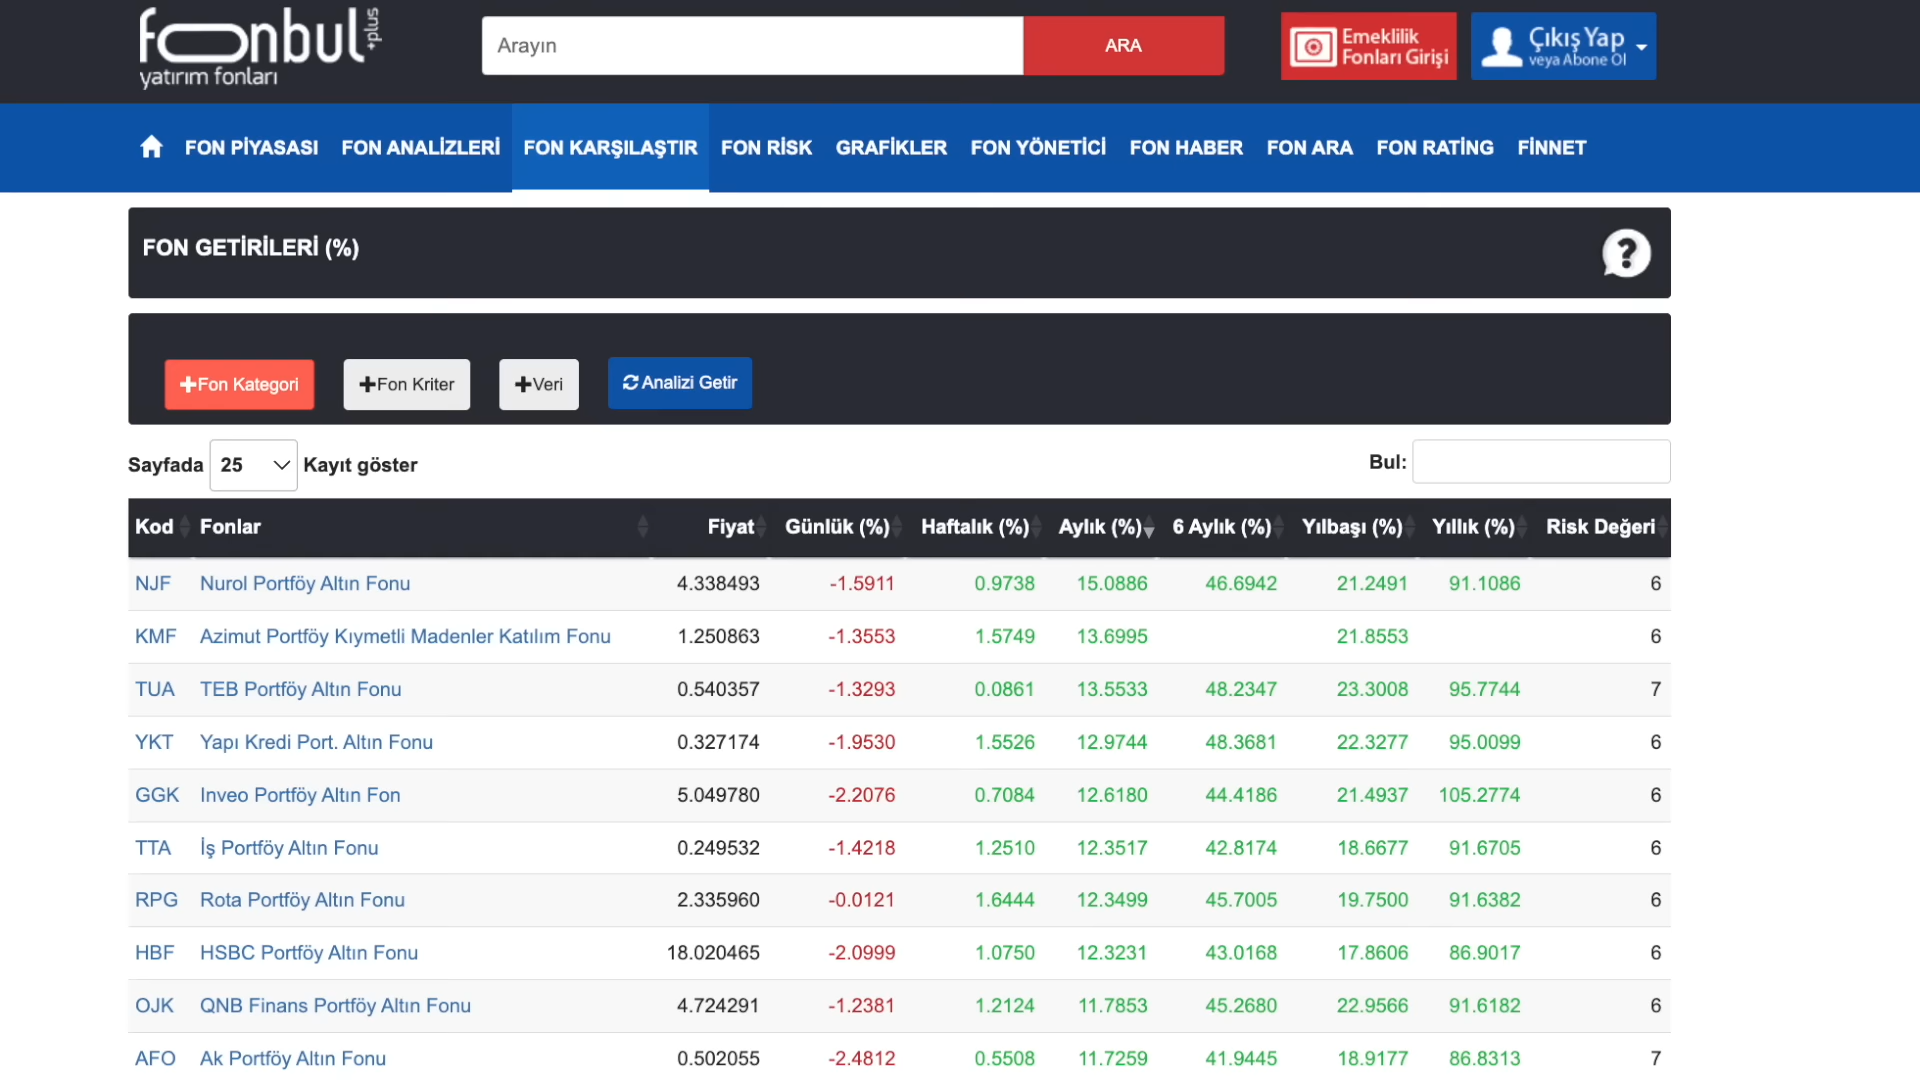 fonbul+plus
yatırım fonları
Arayın
ARA
Emeklilik
Fonları Girişi
Çıkış Yap
veya Abone Ol
FON PİYASASI FON ANALİZLERİ FON KARŞILAŞTIR FON RİSK GRAFİKLER FON YÖNETİCİ FON HABER FON ARA FON RATİNG FİNNET
FON GETİRİLERİ (%)
?
+Fon Kategori +Fon Kriter +Veri Analizi Getir
Sayfada 25 Kayıt göster Bul:
Kod Fonlar Fiyat Günlük (%) Haftalık (%) Aylık (%) 6 Aylık (%) Yılbaşı (%) Yıllık (%) Risk Değeri
NJF Nurol Portföy Altın Fonu 4.338493 -1.5911 0.9738 15.0886 46.6942 21.2491 91.1086 6
KMF Azimut Portföy Kıymetli Madenler Katılım Fonu 1.250863 -1.3553 1.5749 13.6995 21.8553 6
TUA TEB Portföy Altın Fonu 0.540357 -1.3293 0.0861 13.5533 48.2347 23.3008 95.7744 7
YKT Yapı Kredi Port. Altın Fonu 0.327174 -1.9530 1.5526 12.9744 48.3681 22.3277 95.0099 6
GGK Inveo Portföy Altın Fon 5.049780 -2.2076 0.7084 12.6180 44.4186 21.4937 105.2774 6
TTA İş Portföy Altın Fonu 0.249532 -1.4218 1.2510 12.3517 42.8174 18.6677 91.6705 6
RPG Rota Portföy Altın Fonu 2.335960 -0.0121 1.6444 12.3499 45.7005 19.7500 91.6382 6
HBF HSBC Portföy Altın Fonu 18.020465 -2.0999 1.0750 12.3231 43.0168 17.8606 86.9017 6
OJK QNB Finans Portföy Altın Fonu 4.724291 -1.2381 1.2124 11.7853 45.2680 22.9566 91.6182 6
AFO Ak Portföy Altın Fonu 0.502055 -2.4812 0.5508 11.7259 41.9445 18.9177 86.8313 7